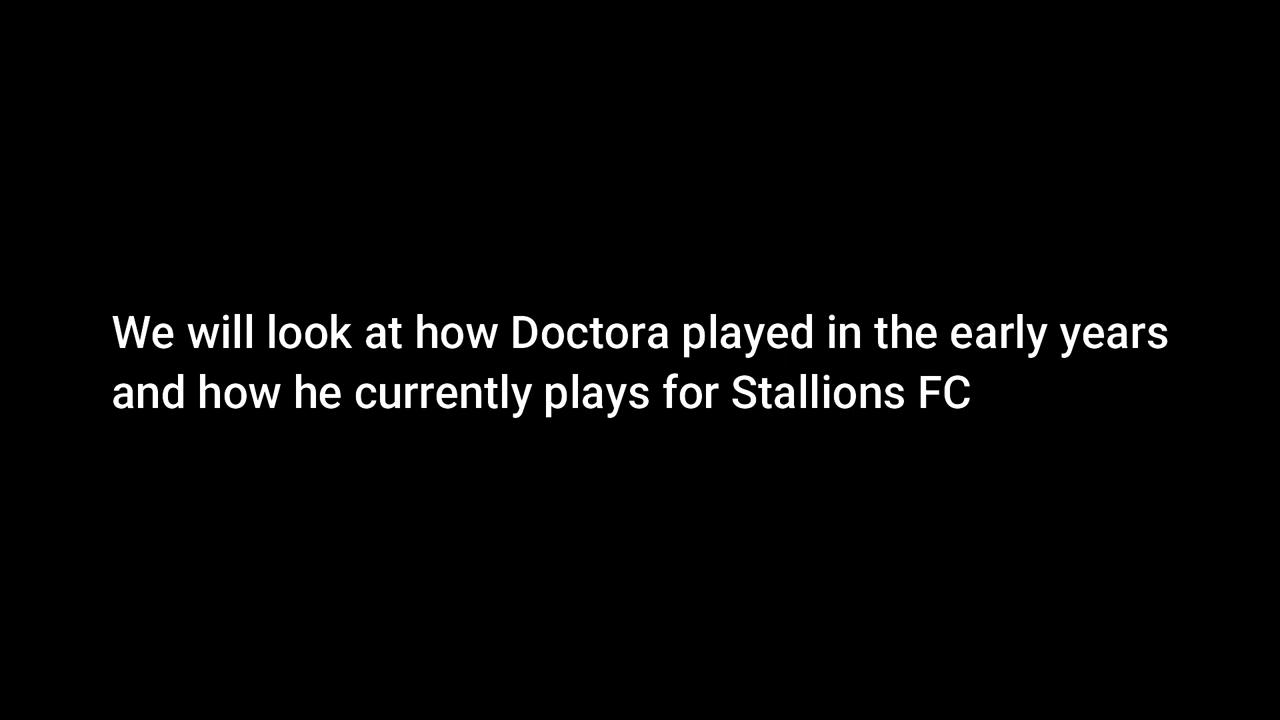 We will look at how Doctora played in the early years
and how he currently plays for Stallions FC